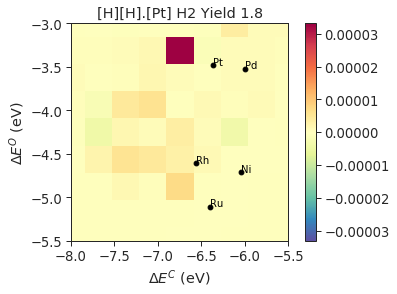 [H][H].[Pt] H2 Yield 1.8
−3.0
−3.5
−4.0
−4.5
−5.0
−5.5
ΔE^O (eV)
Pt
Pd
Rh
Ni
Ru
−8.0 −7.5 −7.0 −6.5 −6.0 −5.5
ΔE^C (eV)
0.00003
0.00002
0.00001
0.00000
−0.00001
−0.00002
−0.00003